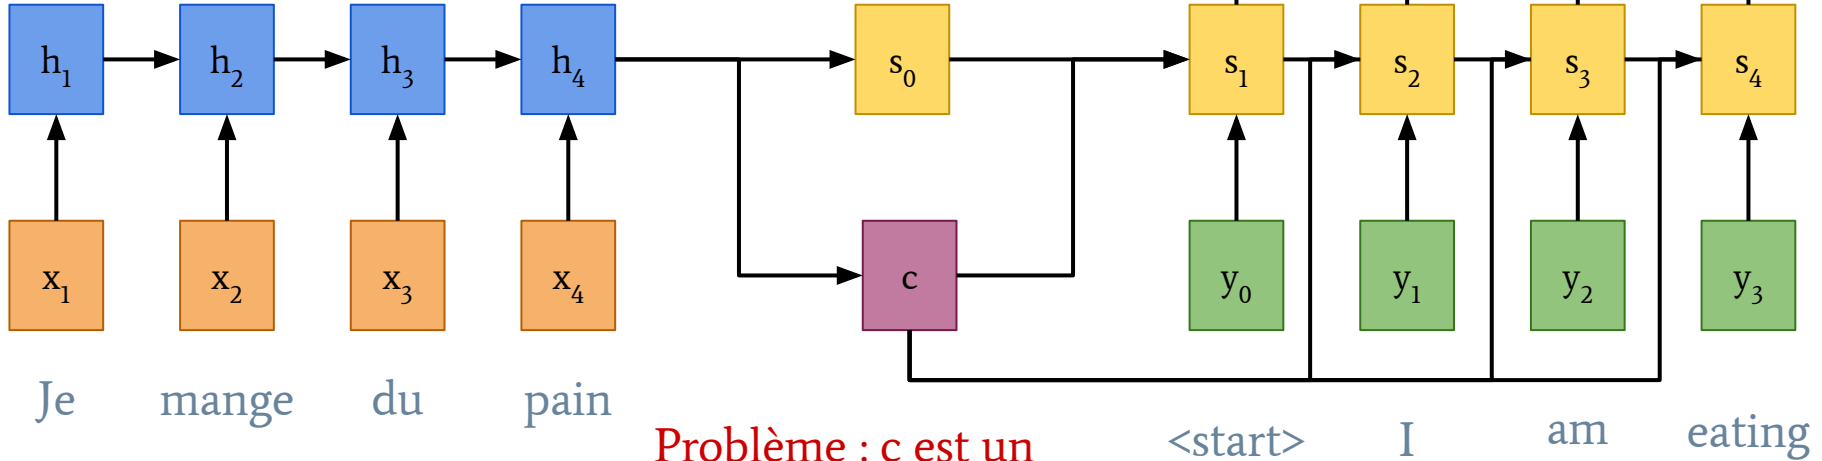 h1 h2 h3 h4 s0 s1 s2 s3 s4
x1 x2 x3 x4 c y0 y1 y2 y3
Je mange du pain
<start> I am eating
Problème : c est un